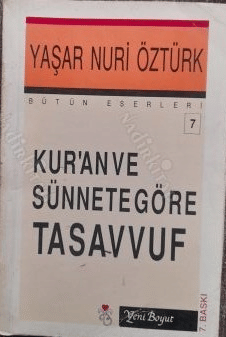 YAŞAR NURİ ÖZTÜRK
BÜTÜN ESERLERİ
7
KUR'AN VE
SÜNNETE GÖRE
TASAVVUF
Yeni Boyut
7. BASKI